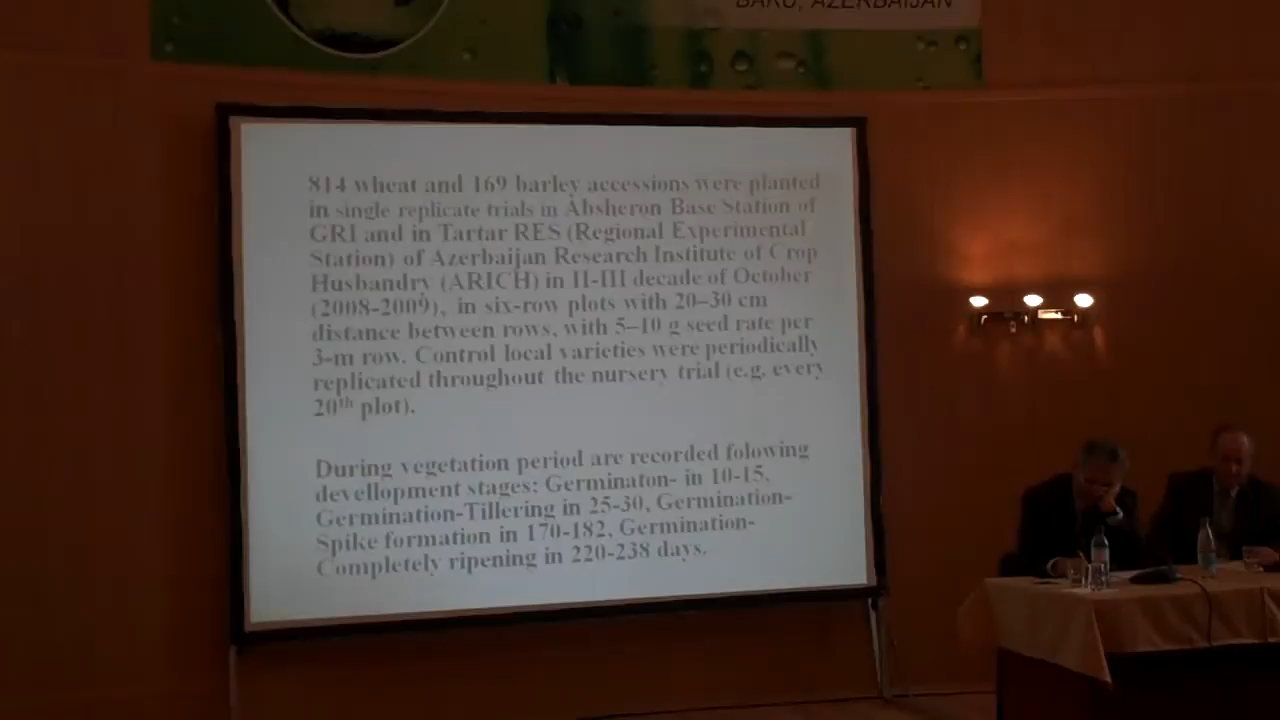 BAKU, AZERBAIJAN
814 wheat and 169 barley accessions were planted
in single replicate trials in Absheron Base Station of
GRI and in Tartar RES (Regional Experimental
Station) of Azerbaijan Research Institute of Crop
Husbandry (ARICH) in II-III decade of October
(2008-2009), in six-row plots with 20–30 cm
distance between rows, with 5–10 g seed rate per
3-m row. Control local varieties were periodically
replicated throughout the nursery trial (e.g. every
20th plot).
During vegetation period are recorded folowing
devellopment stages: Germinaton- in 10-15,
Germination-Tillering in 25-30, Germination-
Spike formation in 170-182, Germination-
Completely ripening in 220-238 days.